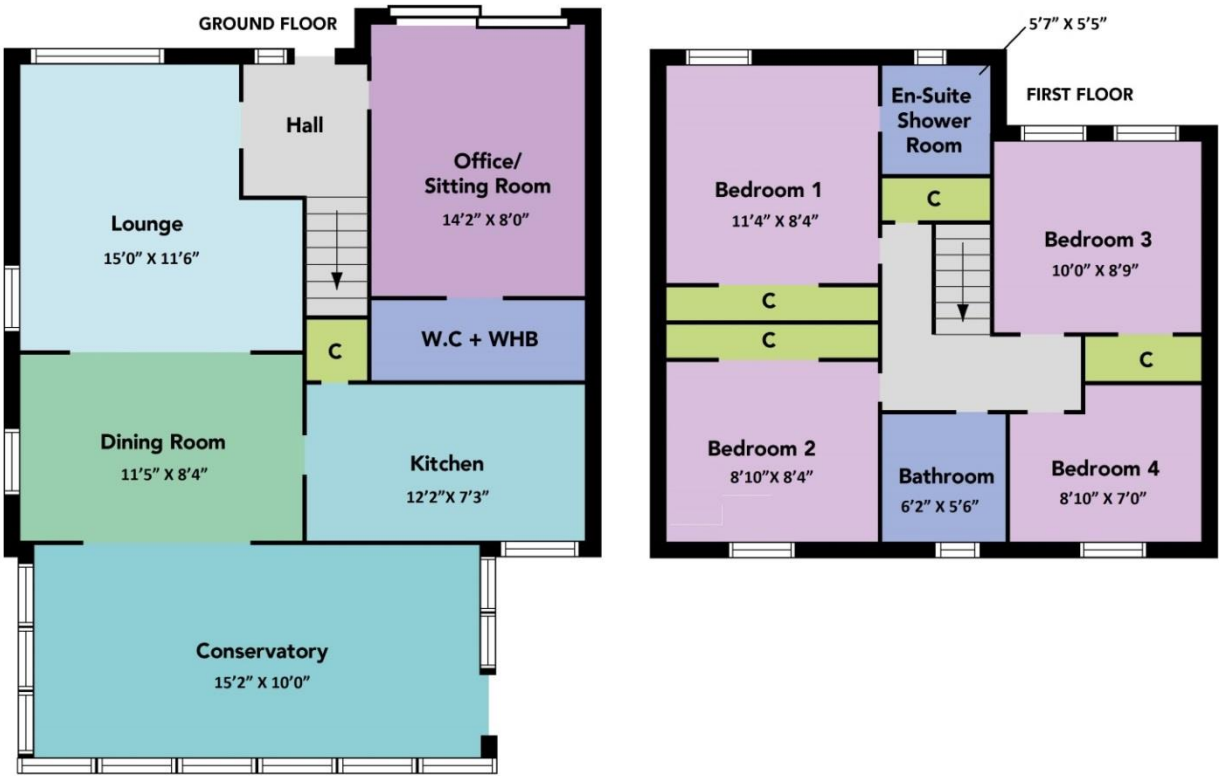 GROUND FLOOR
Hall
Office/
Sitting Room
14’2” X 8’0”
Lounge
15’0” X 11’6”
W.C + WHB
C
Dining Room
11’5” X 8’4”
Kitchen
12’2”X 7’3”
Conservatory
15’2” X 10’0”
5’7” X 5’5”
FIRST FLOOR
En-Suite
Shower
Room
Bedroom 1
11’4” X 8’4”
C
Bedroom 3
10’0” X 8’9”
C
C
C
Bedroom 2
8’10”X 8’4”
Bathroom
6’2” X 5’6”
Bedroom 4
8’10” X 7’0”